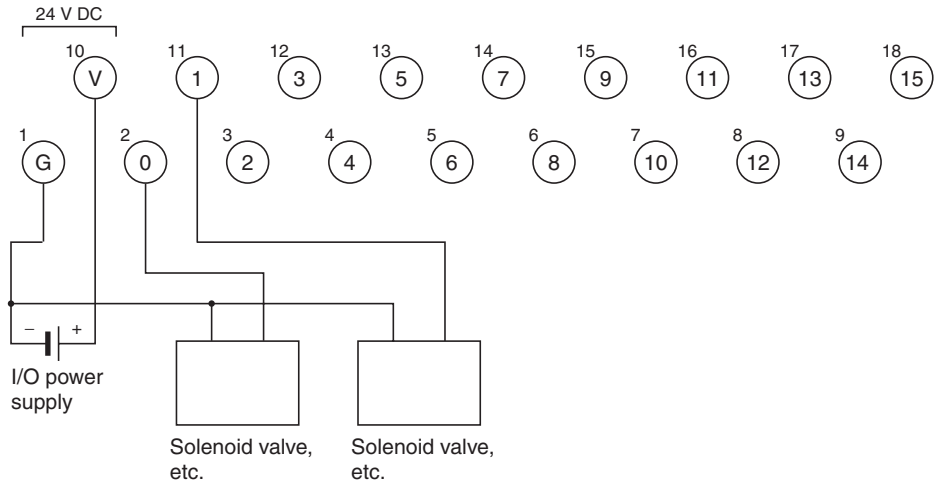 24 V DC
10 11 12 13 14 15 16 17 18
V 1 3 5 7 9 11 13 15
1 2 3 4 5 6 7 8 9
G 0 2 4 6 8 10 12 14
− +
I/O power
supply
Solenoid valve,
etc.
Solenoid valve,
etc.